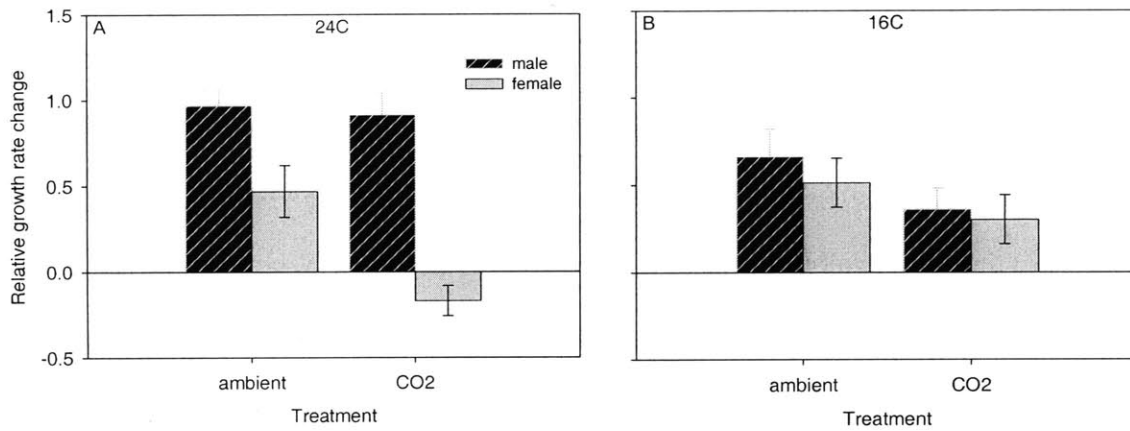 A
24C
male
female
1.5
1.0
0.5
0.0
-0.5
Relative growth rate change
ambient
CO2
Treatment
B
16C
ambient
CO2
Treatment